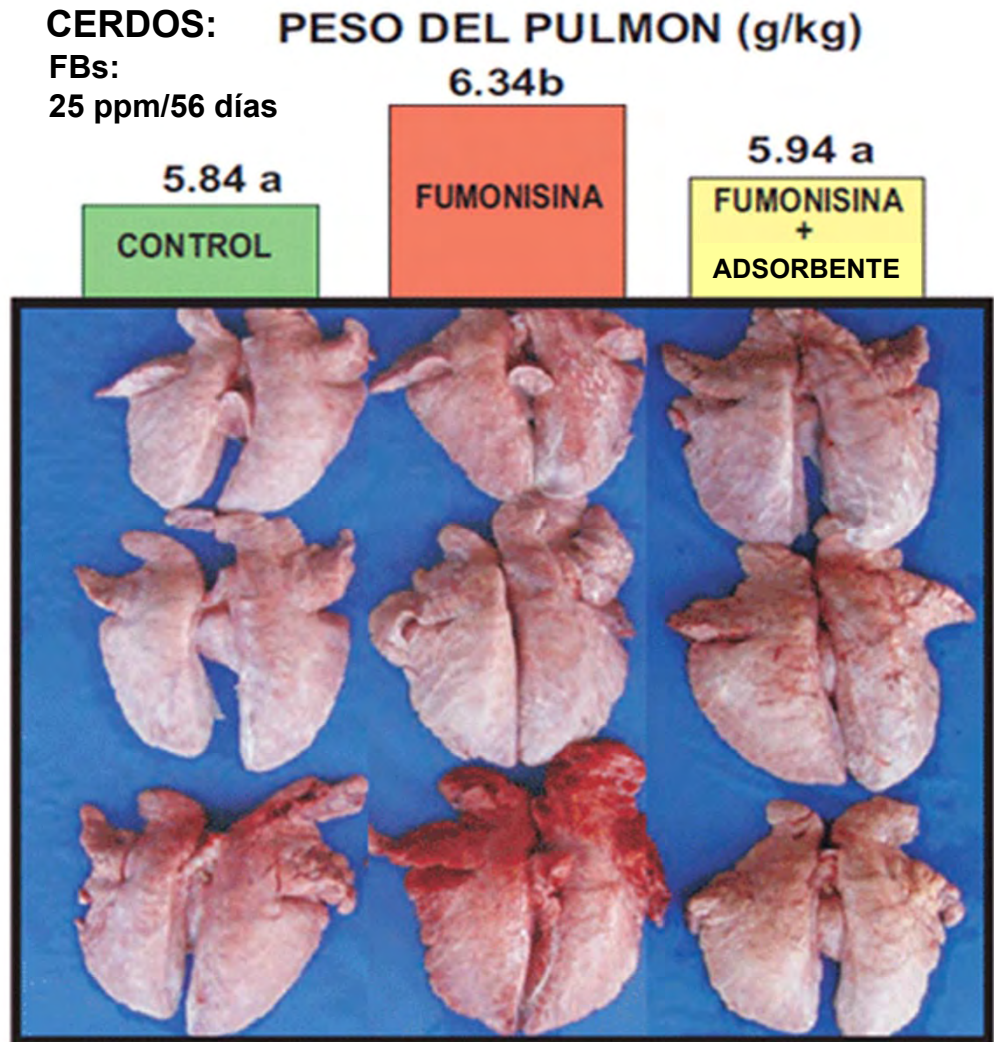 CERDOS:
PESO DEL PULMON (g/kg)
FBs:
25 ppm/56 días
6.34b
5.84 a
5.94 a
CONTROL
FUMONISINA
FUMONISINA
+
ADSORBENTE